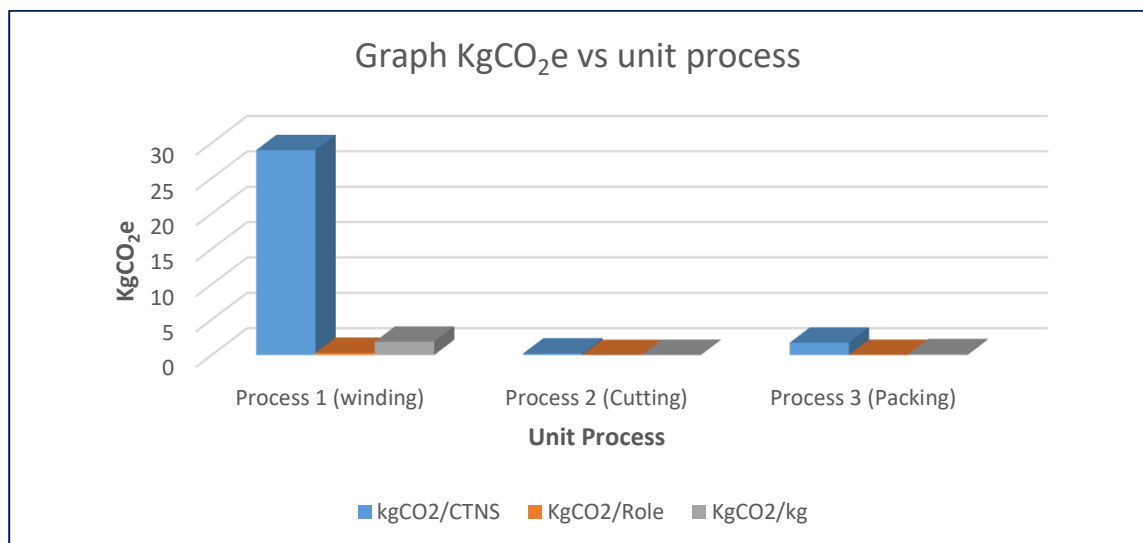 Graph KgCO₂e vs unit process
KgCO₂e
30
25
20
15
10
5
0
Process 1 (winding) Process 2 (Cutting) Process 3 (Packing)
Unit Process
kgCO2/CTNS KgCO2/Role KgCO2/kg